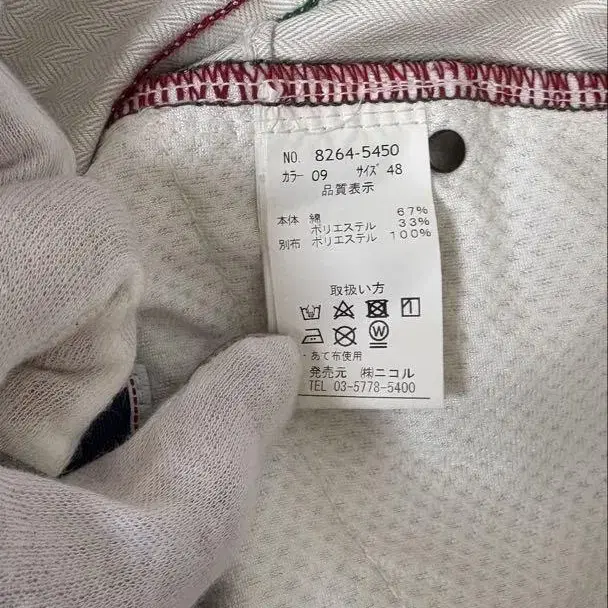 NO. 8264-5450
カラー 09 サイズ 48
品質表示
本体 綿 67%
ポリエステル 33%
別布 ポリエステル 100%
取扱い方
W
・あて布使用
発売元 ㈱ニコル
TEL 03-5778-5400